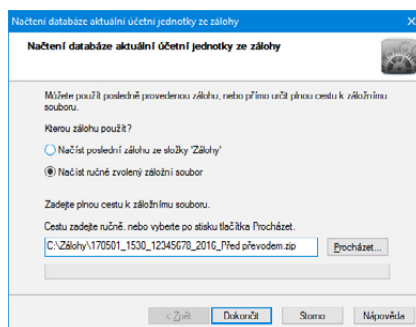 Načtení databáze aktuální účetní jednotky ze zálohy
Načtení databáze aktuální účetní jednotky ze zálohy
Můžete použít posledně provedenou zálohu, nebo přímo určit plnou cestu k záložnímu
souboru.
Kterou zálohu použít?
Načíst poslední zálohu ze složky 'Zálohy'
Načíst ručně zvolený záložní soubor
Zadejte plnou cestu k záložnímu souboru.
Cestu zadejte ručně. nebo vyberte po stisku tlačítka Procházet.
C:\Zálohy\170501_1530_12345678_2016_Před převodem.zip
Procházet...
< Zpět
Dokončit
Storno
Nápověda